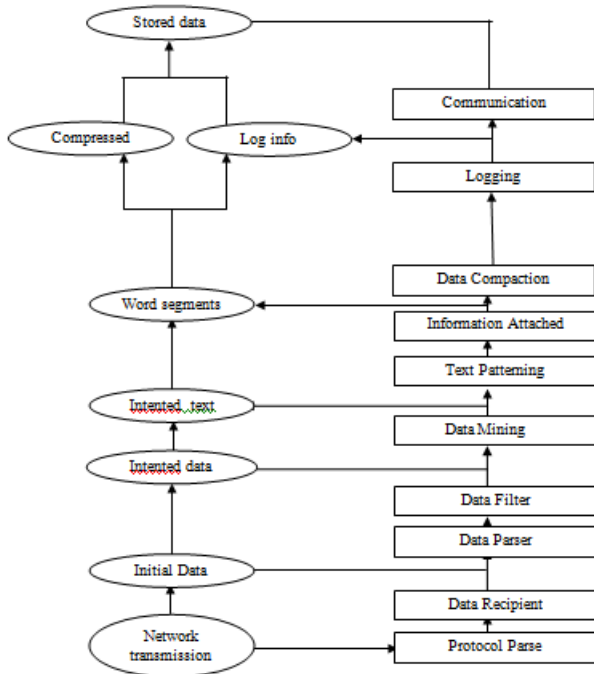 Stored data
Communication
Compressed
Log info
Logging
Data Compaction
Word segments
Information Attached
Text Patterning
Intented text
Data Mining
Intented data
Data Filter
Data Parser
Initial Data
Data Recipient
Network
transmission
Protocol Parse